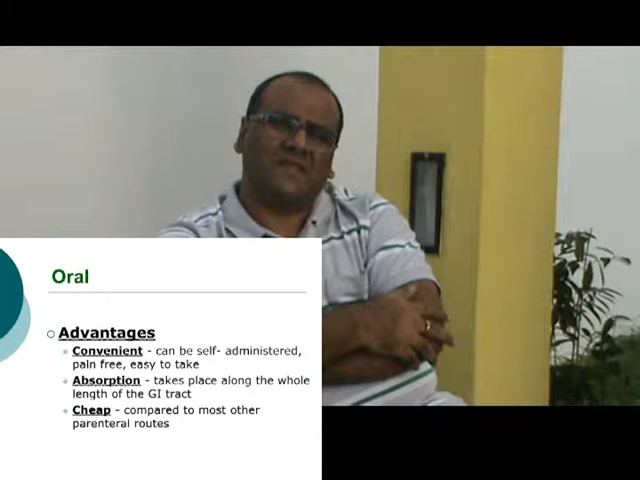 Oral
Advantages
Convenient - can be self- administered,
pain free, easy to take
Absorption - takes place along the whole
length of the GI tract
Cheap - compared to most other
parenteral routes